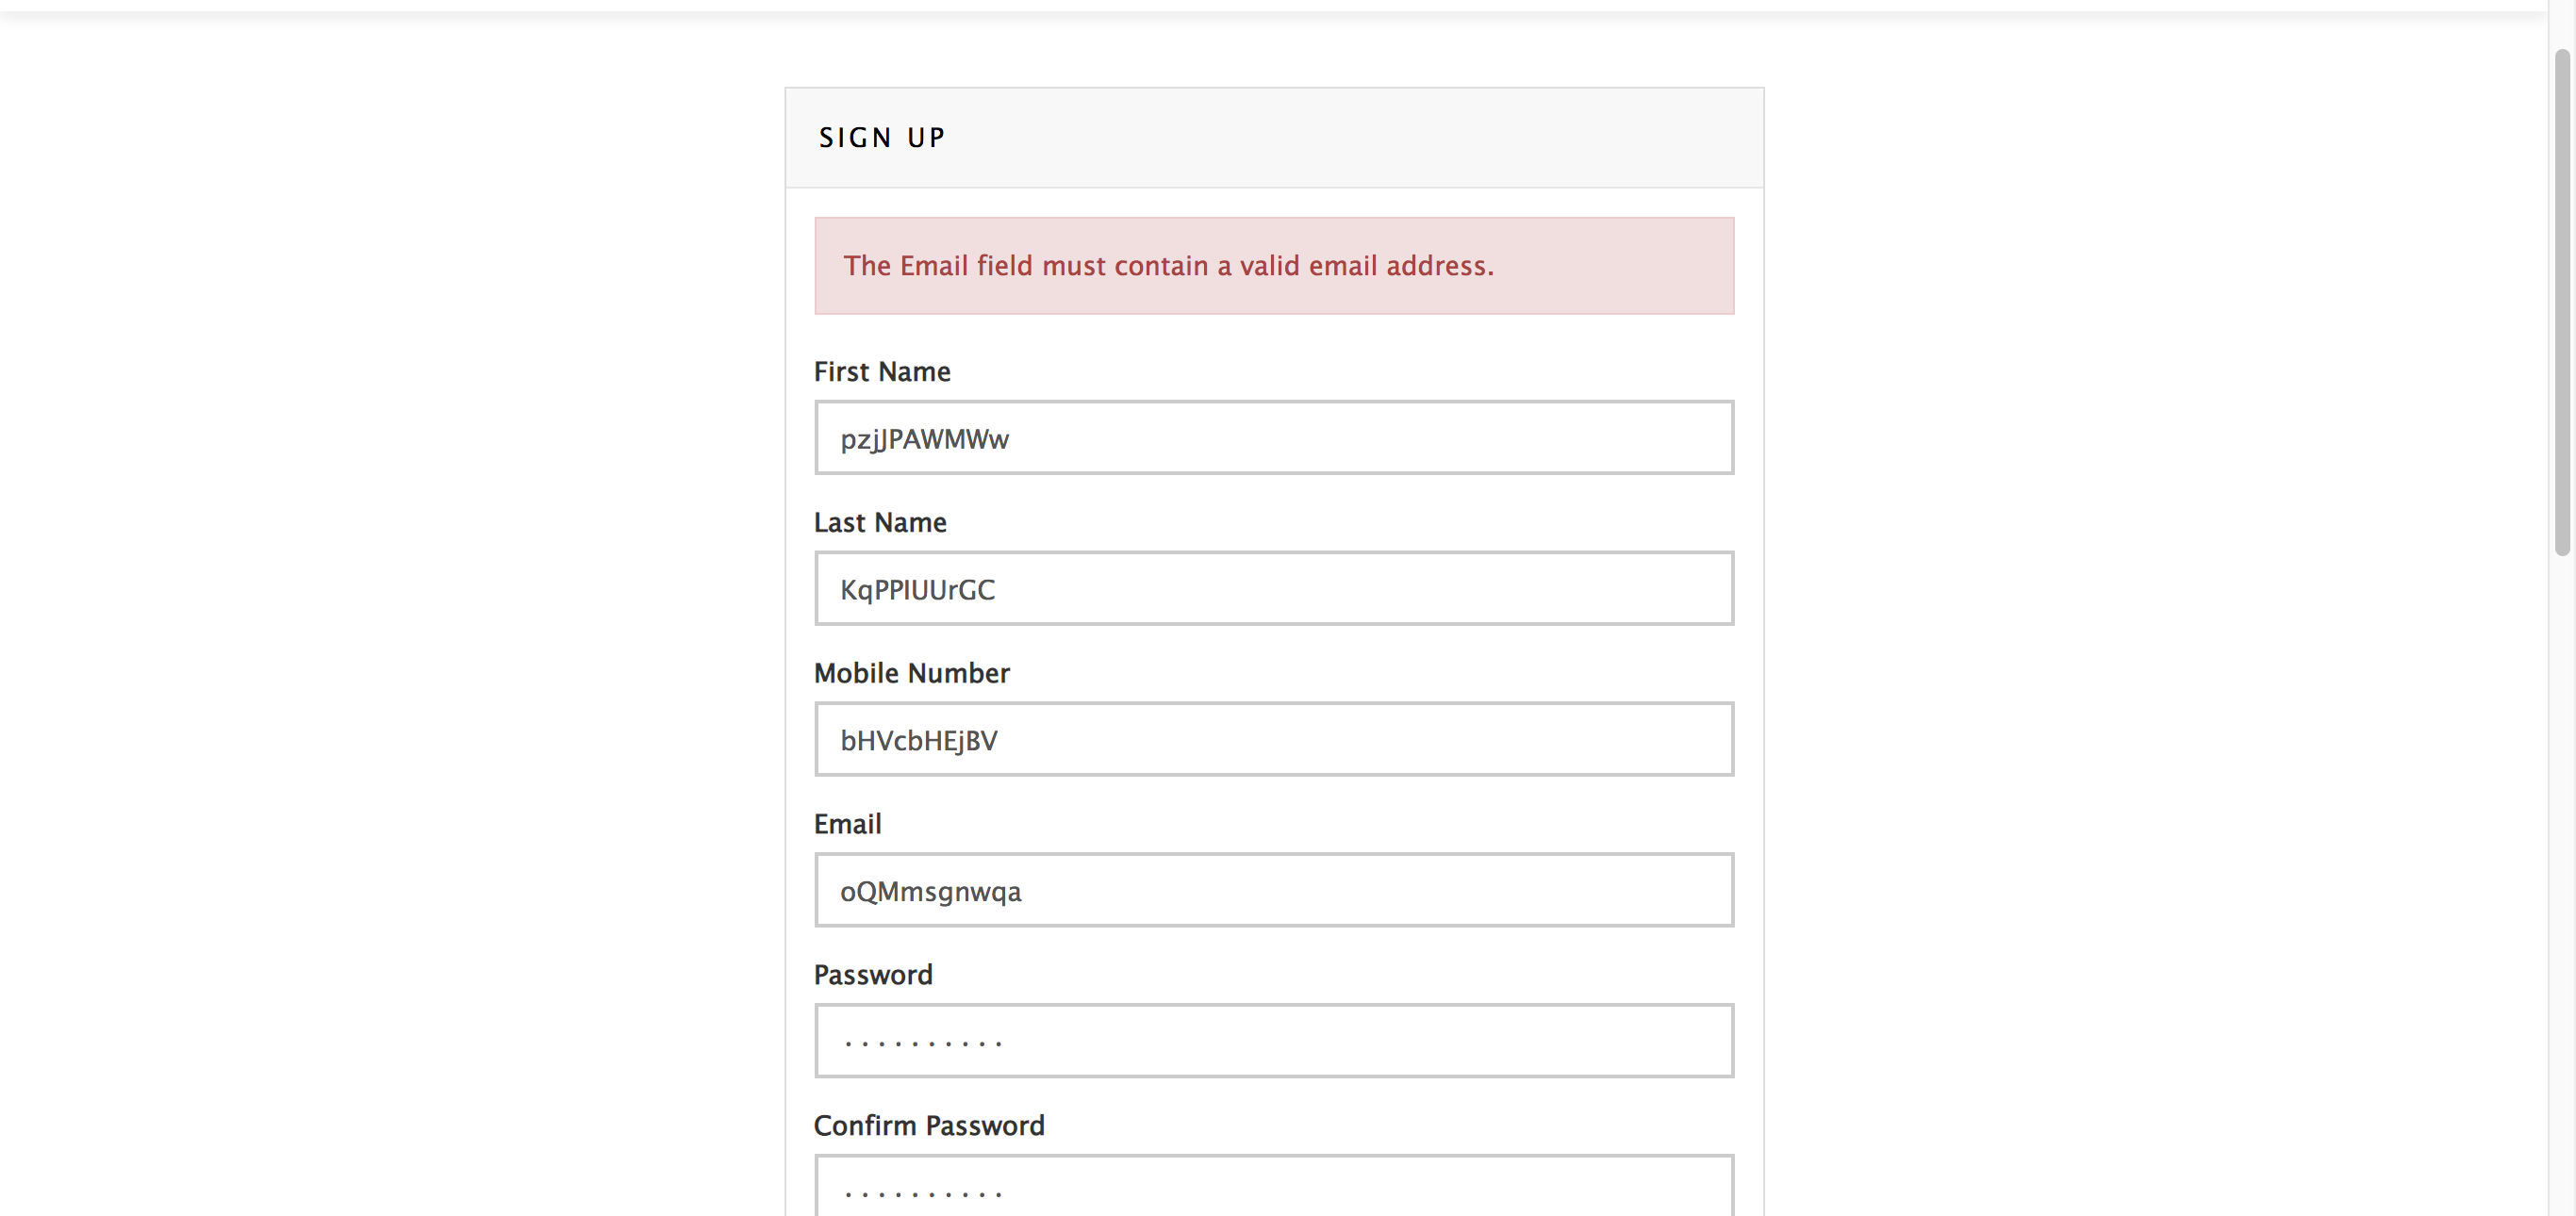 SIGN UP
The Email field must contain a valid email address.
First Name
pzjJPAWMWw
Last Name
KqPPIUUrGC
Mobile Number
bHVcbHEjBV
Email
oQMmsgnwqa
Password
..........
Confirm Password
..........